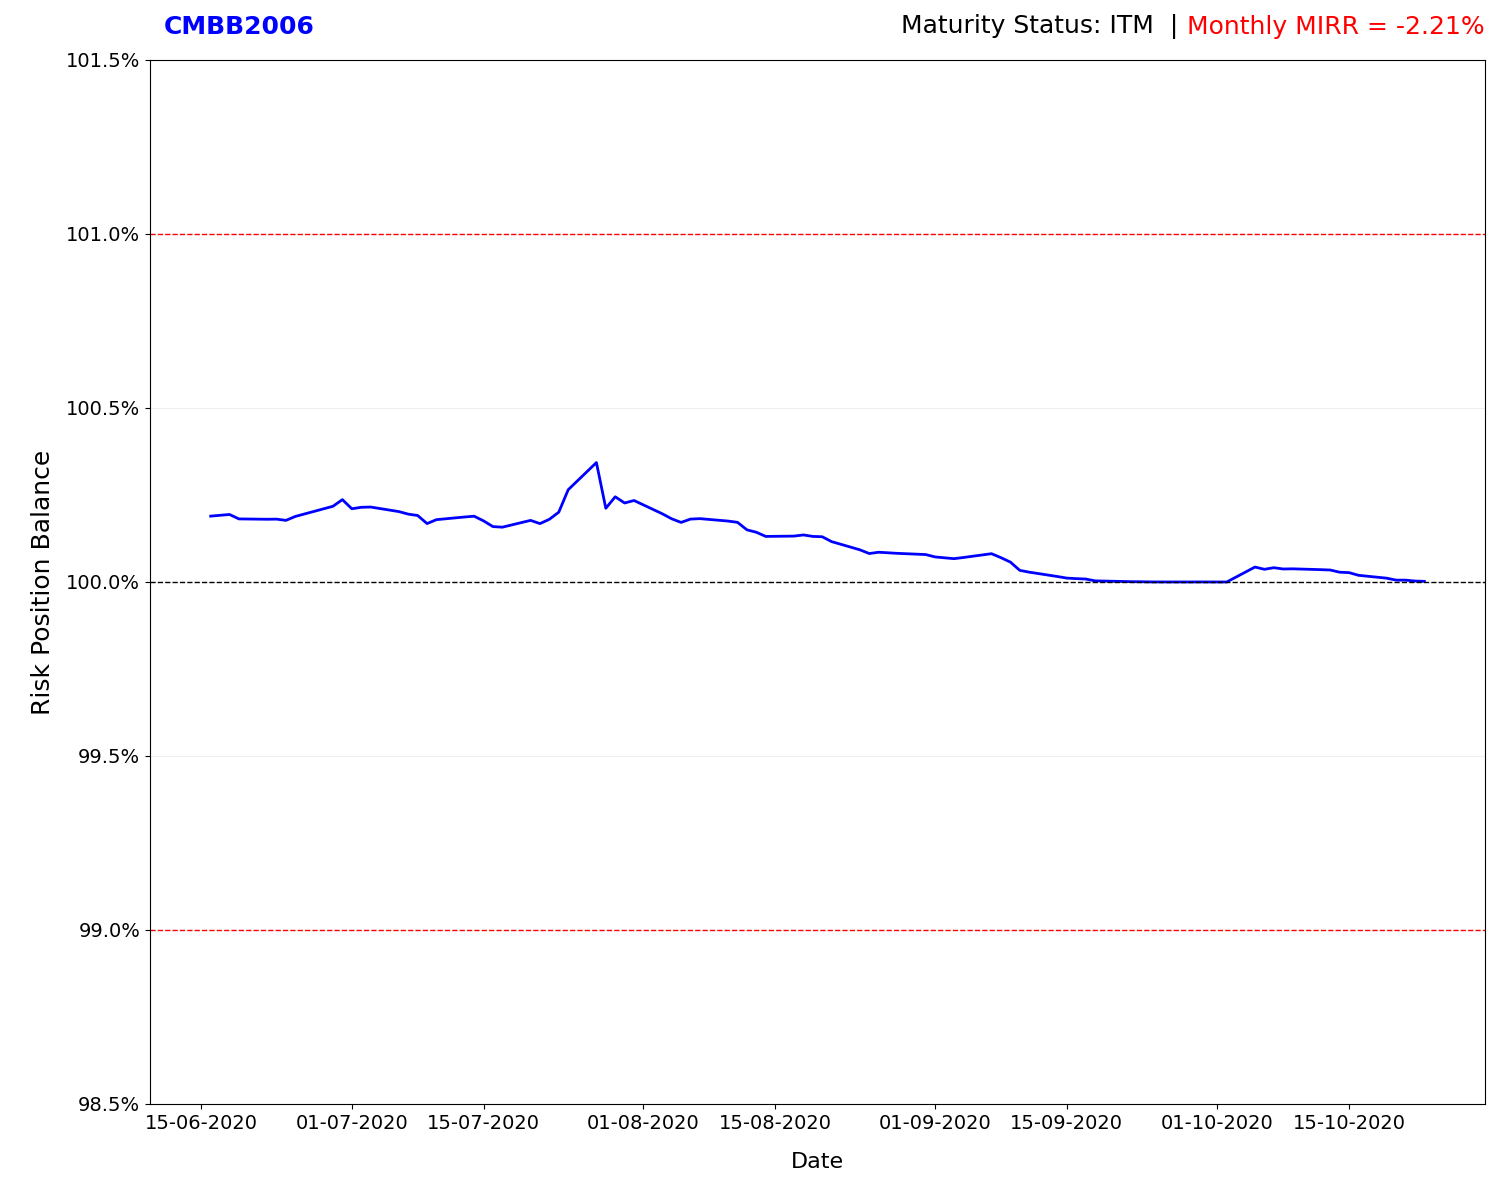 CMBB2006
Maturity Status: ITM | Monthly MIRR = -2.21%
101.5%
101.0%
100.5%
100.0%
99.5%
99.0%
98.5%
Risk Position Balance
15-06-2020 01-07-2020 15-07-2020 01-08-2020 15-08-2020 01-09-2020 15-09-2020 01-10-2020 15-10-2020
Date